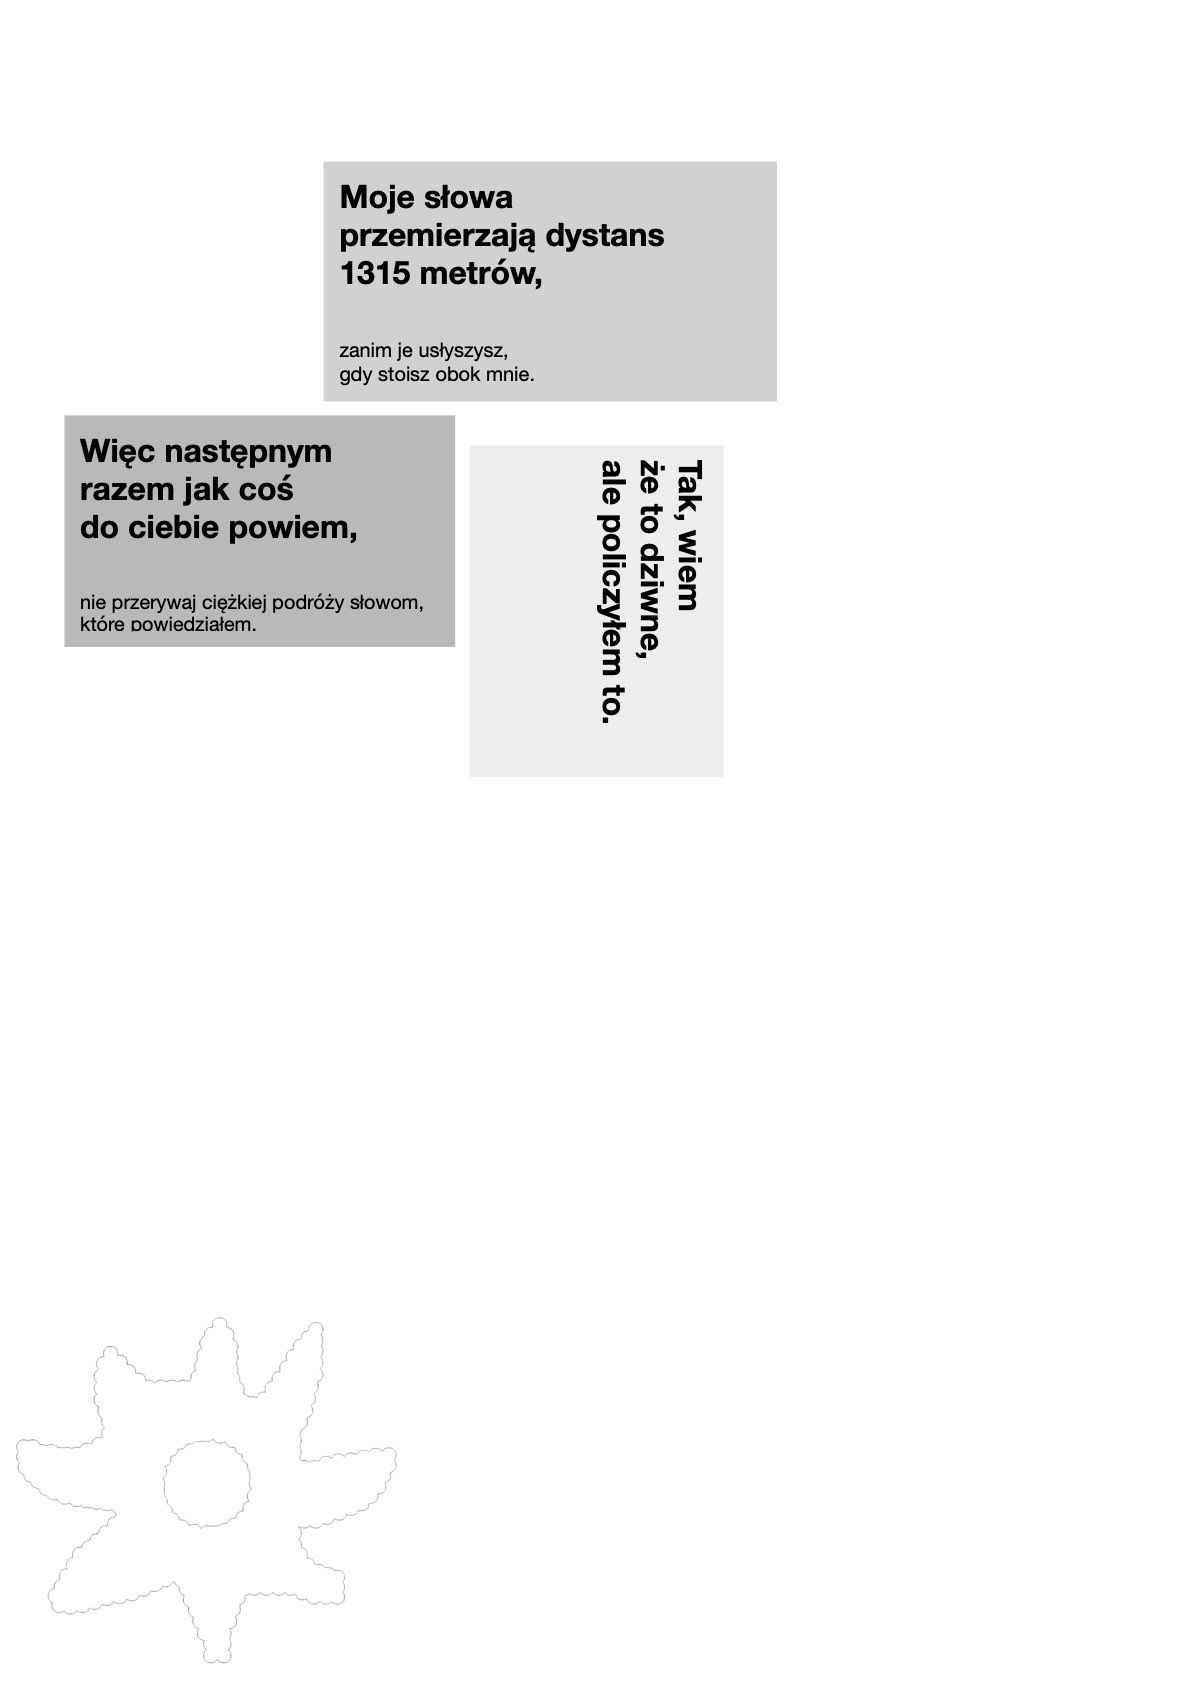 Moje słowa
przemierzają dystans
1315 metrów,
zanim je usłyszysz,
gdy stoisz obok mnie.
Więc następnym
razem jak coś
do ciebie powiem,
nie przerywaj ciężkiej podróży słowom,
które powiedziałem.
Tak, wiem
że to dziwne,
ale policzyłem to.